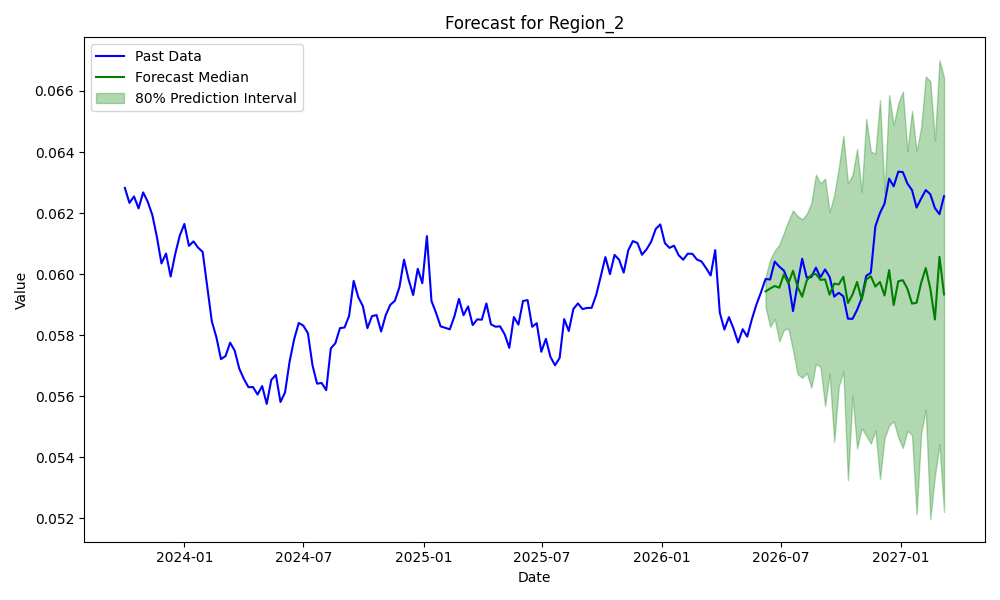 Forecast for Region_2
Past Data
Forecast Median
80% Prediction Interval
Value
0.066
0.064
0.062
0.060
0.058
0.056
0.054
0.052
2024-01
2024-07
2025-01
2025-07
2026-01
2026-07
2027-01
Date